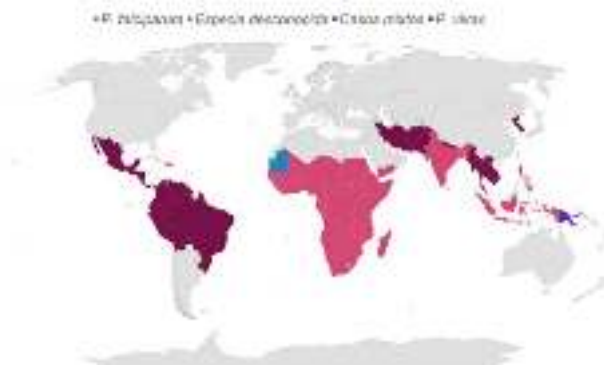 • P. falciparum • Especie desconocida • Casos mixtos • P. vivax